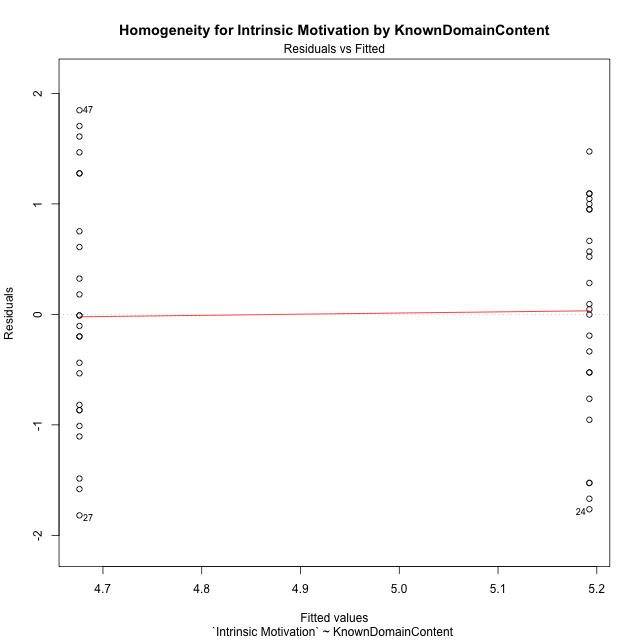 Homogeneity for Intrinsic Motivation by KnownDomainContent
Residuals vs Fitted
2
1
0
-1
-2
Residuals
47
27
24
4.7 4.8 4.9 5.0 5.1 5.2
Fitted values
`Intrinsic Motivation` ~ KnownDomainContent